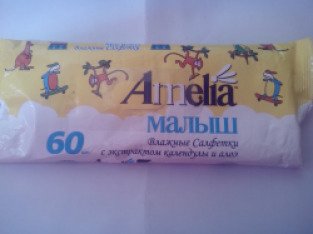 Amelia
МАЛЫШ
60
Влажные Салфетки
с экстрактом календулы и алоэ